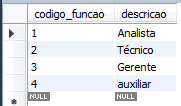 codigo_funcao descricao
1 Analista
2 Técnico
3 Gerente
4 auxiliar
NULL NULL